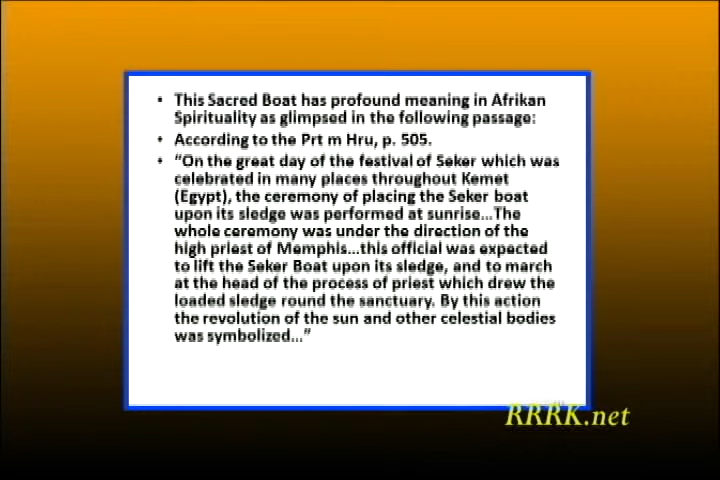 • This Sacred Boat has profound meaning in Afrikan
Spirituality as glimpsed in the following passage:
• According to the Prt m Hru, p. 505.
• "On the great day of the festival of Seker which was
celebrated in many places throughout Kemet
(Egypt), the ceremony of placing the Seker boat
upon its sledge was performed at sunrise...The
whole ceremony was under the direction of the
high priest of Memphis...this official was expected
to lift the Seker Boat upon its sledge, and to march
at the head of the process of priest which drew the
loaded sledge round the sanctuary. By this action
the revolution of the sun and other celestial bodies
was symbolized..."
RRRK.net